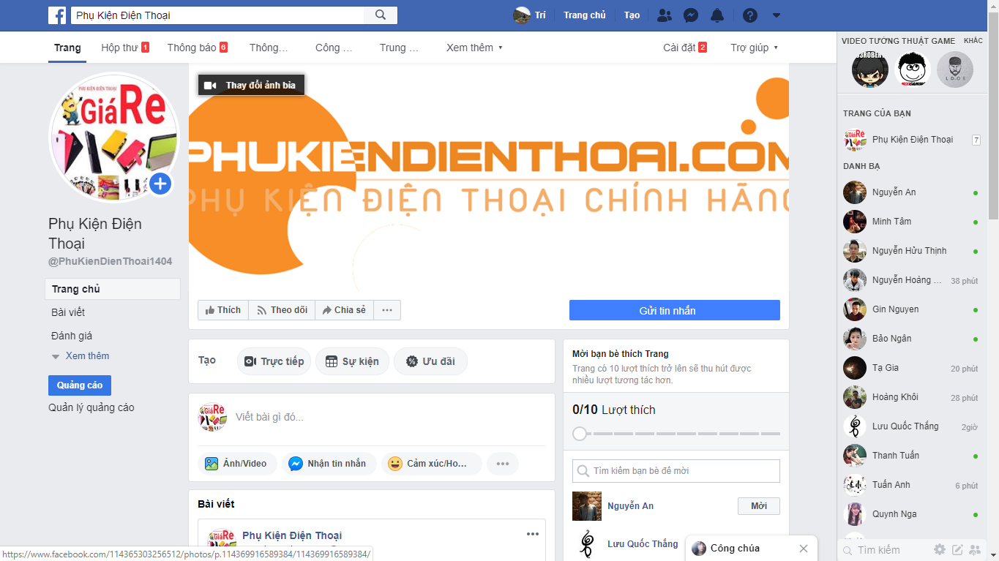 Phụ Kiện Điện Thoại
Trí
Trang chủ
Tạo
Trang
Hộp thư 1
Thông báo 6
Thông...
Công ...
Trung ...
Xem thêm
Cài đặt 2
Trợ giúp
PHỤ KIỆN ĐIỆN THOẠI
GiáRe
Phụ Kiện Điện
Thoại
@PhuKienDienThoai1404
Trang chủ
Bài viết
Đánh giá
Xem thêm
Quảng cáo
Quản lý quảng cáo
Thay đổi ảnh bìa
PHUKIENDIENTHOAI.COM
PHỤ KIỆN ĐIỆN THOẠI CHÍNH HÃNG
Thích
Theo dõi
Chia sẻ
Gửi tin nhắn
Tạo
Trực tiếp
Sự kiện
Ưu đãi
GiáRe
Viết bài gì đó...
Ảnh/Video
Nhận tin nhắn
Cảm xúc/Ho...
Bài viết
GiáRe
Phụ Kiện Điện Thoại
Mời bạn bè thích Trang
Trang có 10 lượt thích trở lên sẽ thu hút được
nhiều lượt tương tác hơn.
0/10 Lượt thích
Tìm kiếm bạn bè để mời
Nguyễn An
Mời
Lưu Quốc Thắng
Công chúa
VIDEO TƯỜNG THUẬT GAME KHÁC
LDOE
TRANG CỦA BẠN
Phụ Kiện Điện Thoại 7
DANH BẠ
Nguyễn An
Minh Tâm
Nguyễn Hữu Thịnh
Nguyễn Hoàng ... 38 phút
Gin Nguyen
Bảo Ngân
Tạ Gia 20 phút
Hoàng Khôi 28 phút
Lưu Quốc Thắng 2giờ
Thanh Tuấn
Tuấn Anh 6 phút
Quynh Nga
Tìm kiếm
https://www.facebook.com/114365303256512/photos/p.114369916589384/114369916589384/